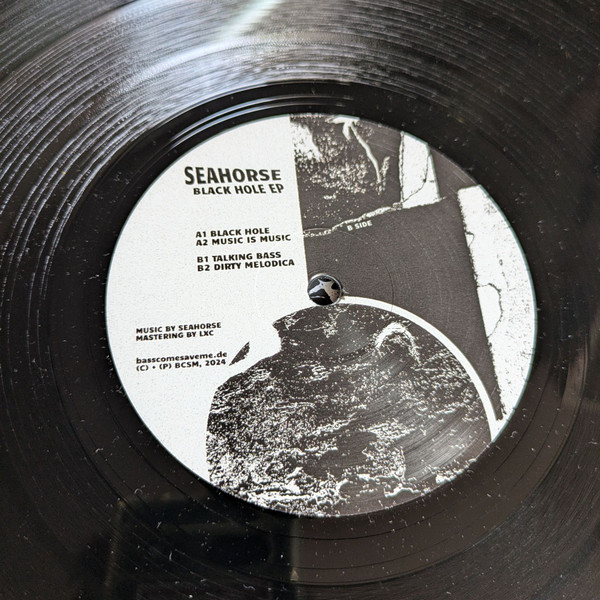 SEAHORSE
BLACK HOLE EP
A1 BLACK HOLE
A2 MUSIC IS MUSIC
B1 TALKING BASS
B2 DIRTY MELODICA
B SIDE
MUSIC BY SEAHORSE
MASTERING BY LXC
basscomesaveme.de
(C) + (P) BCSM, 2024